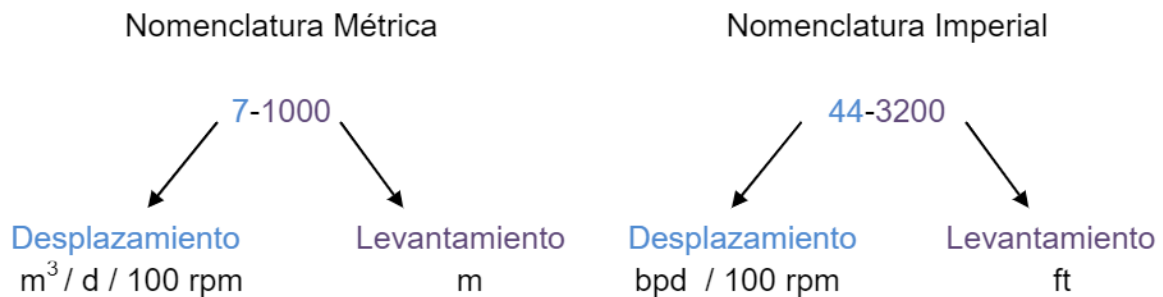 Nomenclatura Métrica
7-1000
Desplazamiento
m³ / d / 100 rpm
Levantamiento
m
Nomenclatura Imperial
44-3200
Desplazamiento
bpd / 100 rpm
Levantamiento
ft